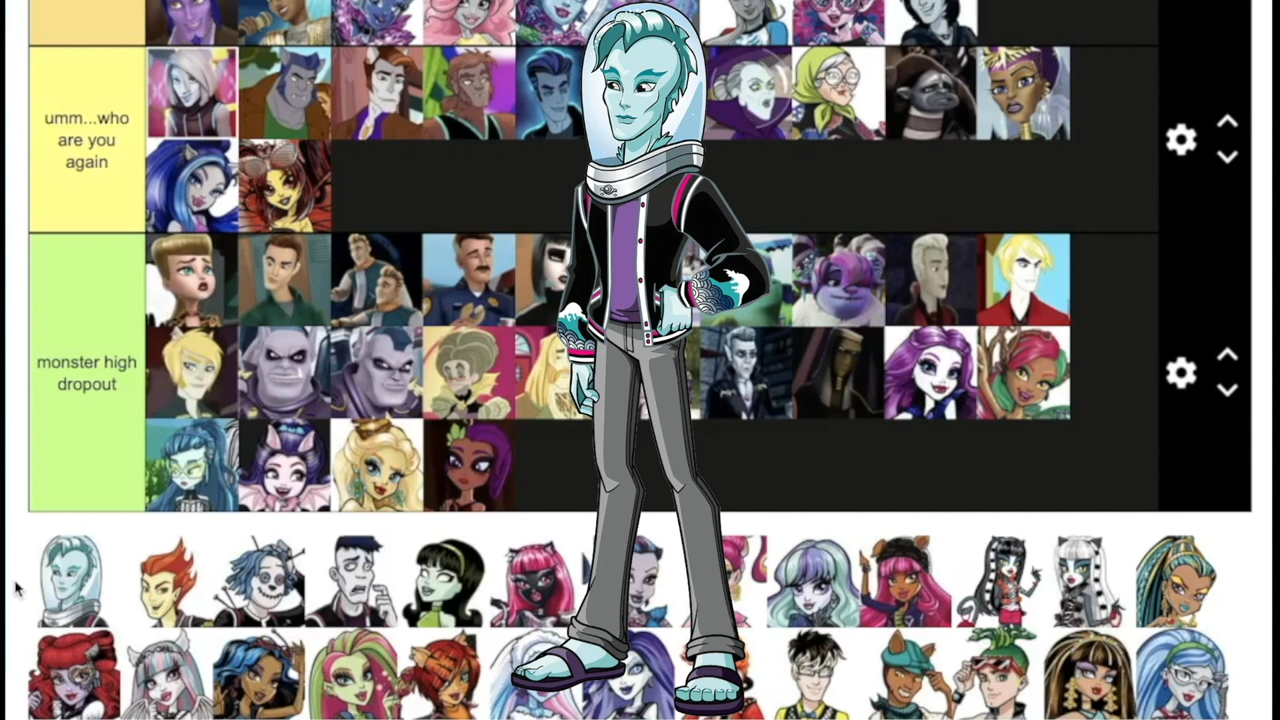 umm...who
are you
again
monster high
dropout